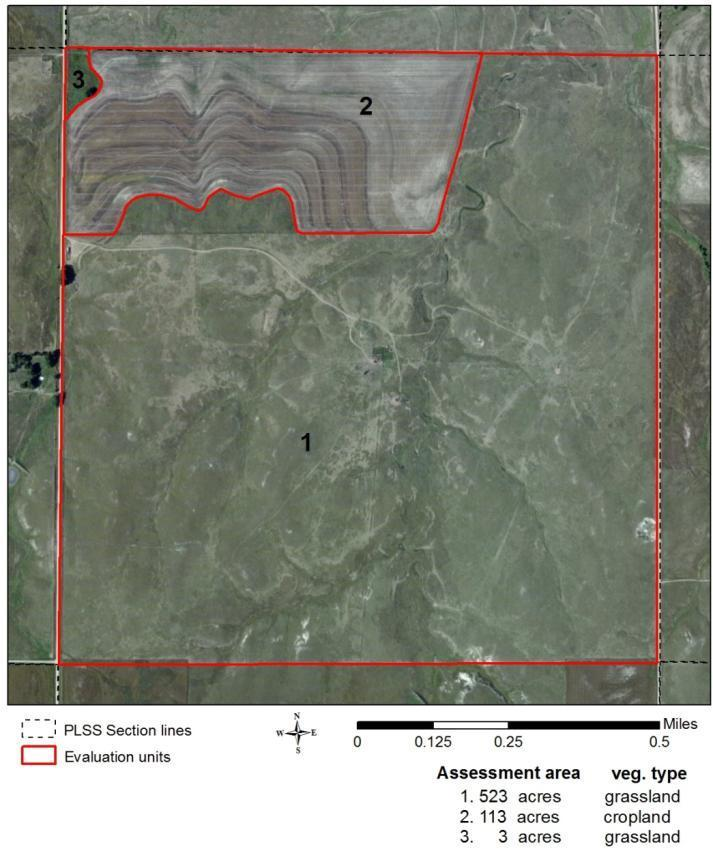 3
2
1
PLSS Section lines
Evaluation units
N
W E
S
Miles
0 0.125 0.25 0.5
Assessment area veg. type
1. 523 acres grassland
2. 113 acres cropland
3. 3 acres grassland